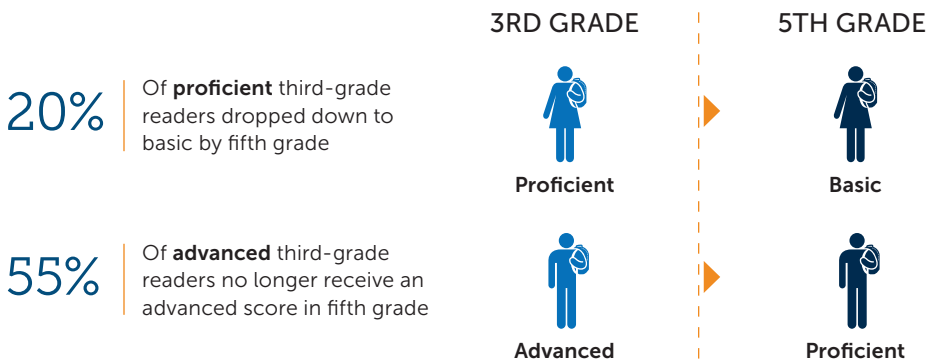 3RD GRADE
5TH GRADE
20%
Of proficient third-grade
readers dropped down to
basic by fifth grade
Proficient
Basic
55%
Of advanced third-grade
readers no longer receive an
advanced score in fifth grade
Advanced
Proficient